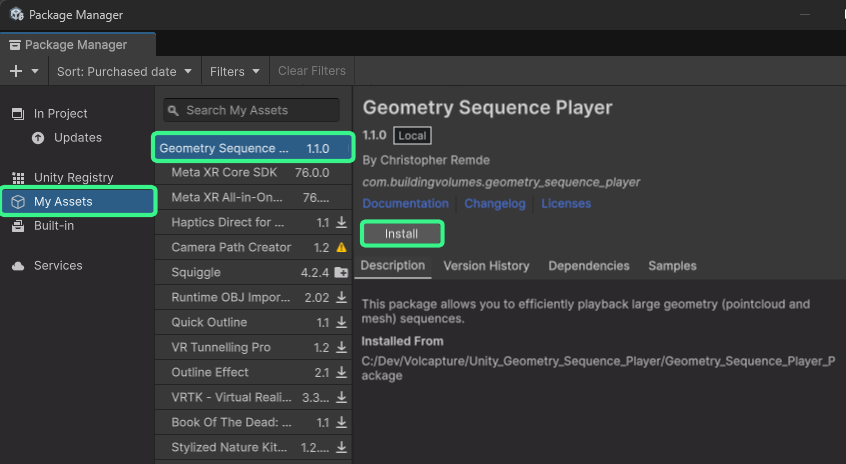 Package Manager
Package Manager
Sort: Purchased date
Filters
Clear Filters
In Project
Updates
Unity Registry
My Assets
Built-in
Services
Search My Assets
Geometry Sequence ... 1.1.0
Meta XR Core SDK 76.0.0
Meta XR All-in-On... 76....
Haptics Direct for ... 1.1
Camera Path Creator 1.2
Squiggle 4.2.4
Runtime OBJ Impor... 2.02
Quick Outline 1.1
VR Tunnelling Pro 1.2
Outline Effect 2.1
VRTK - Virtual Reali... 3.3...
Book Of The Dead: ... 1.1
Stylized Nature Kit... 1.2....
Geometry Sequence Player
1.1.0 Local
By Christopher Remde
com.buildingvolumes.geometry_sequence_player
Documentation Changelog Licenses
Install
Description Version History Dependencies Samples
This package allows you to efficiently playback large geometry (pointcloud and
mesh) sequences.
Installed From
C:/Dev/Volcapture/Unity_Geometry_Sequence_Player/Geometry_Sequence_Player_P
ackage